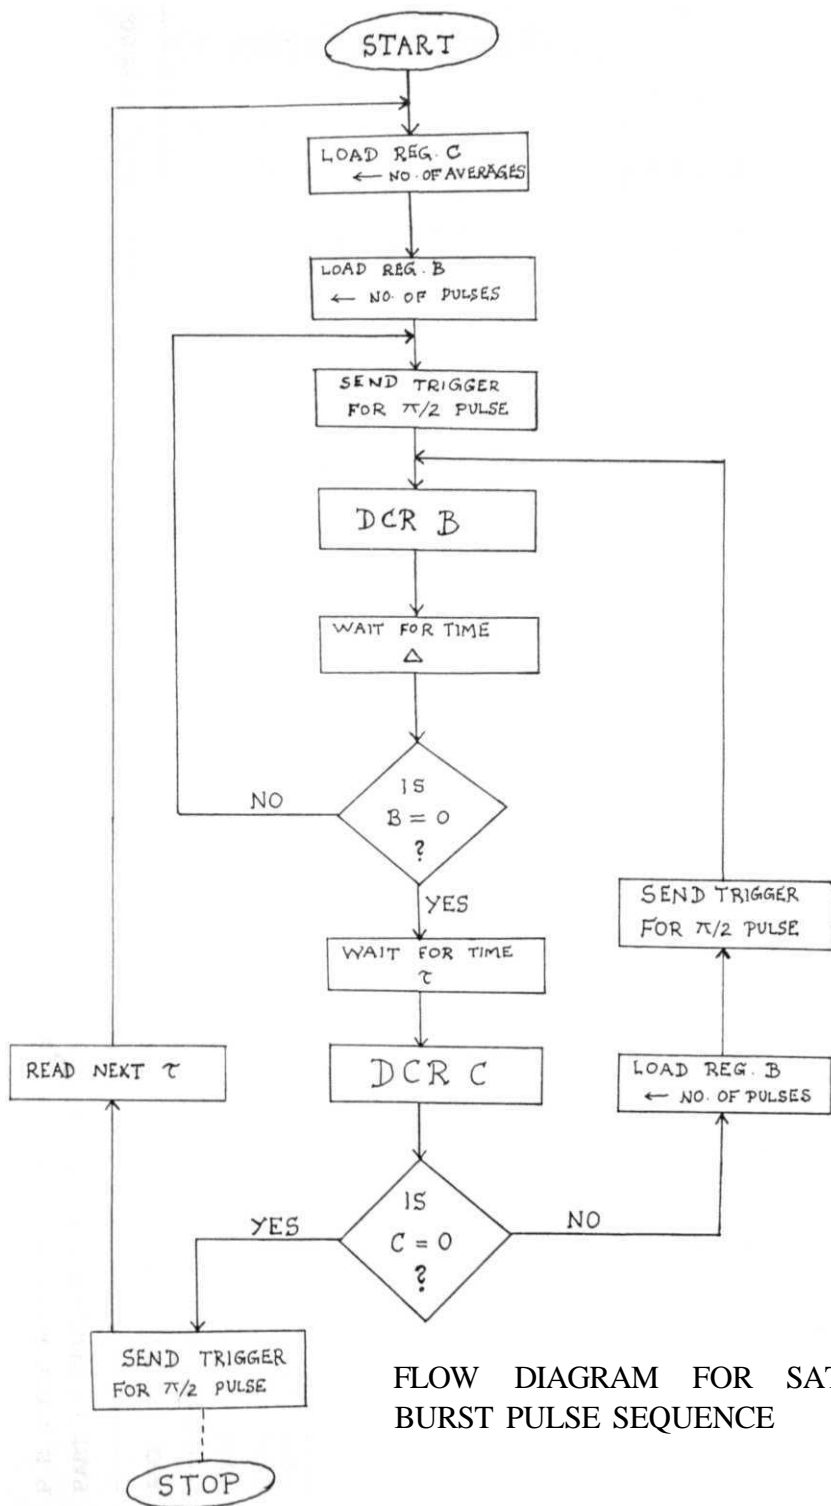 START
LOAD REG. C
← NO. OF AVERAGES
LOAD REG. B
← NO. OF PULSES
SEND TRIGGER
FOR π/2 PULSE
DCR B
WAIT FOR TIME
Δ
IS
B = 0
?
NO
YES
WAIT FOR TIME
τ
DCR C
IS
C = 0
?
YES
NO
SEND TRIGGER
FOR π/2 PULSE
LOAD REG. B
← NO. OF PULSES
READ NEXT τ
SEND TRIGGER
FOR π/2 PULSE
STOP
FLOW DIAGRAM FOR
BURST PULSE SEQUENCE